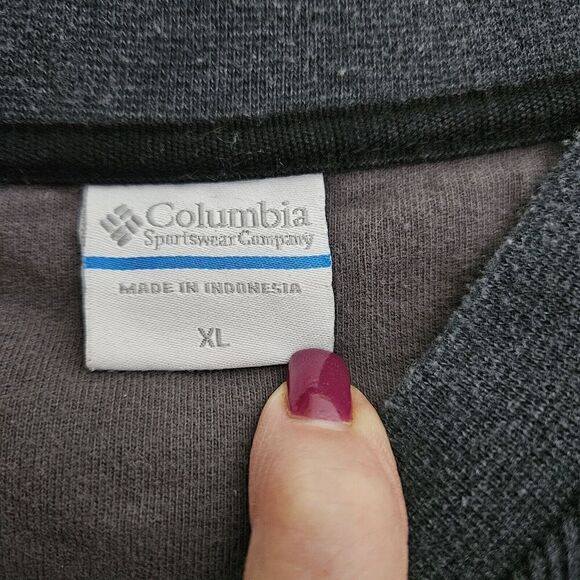 Columbia
Sportswear Company
MADE IN INDONESIA
XL